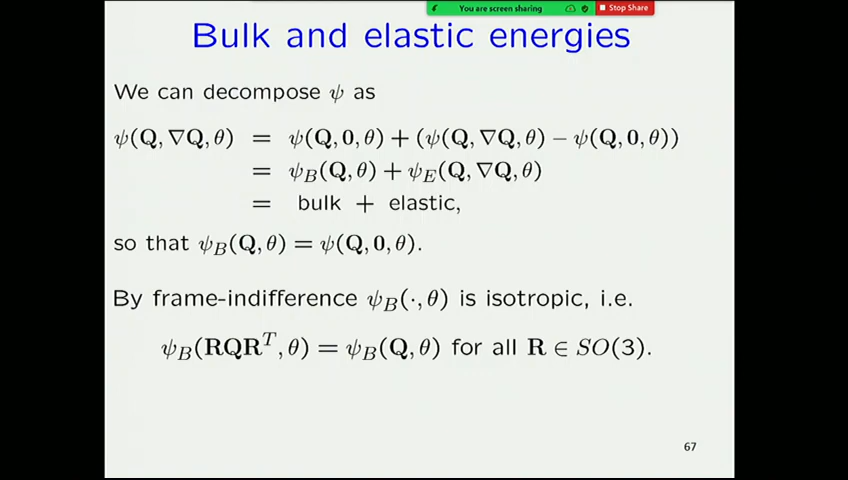 You are screen sharing
Stop Share
Bulk and elastic energies
We can decompose ψ as
ψ(Q, ∇Q, θ) = ψ(Q, 0, θ) + (ψ(Q, ∇Q, θ) − ψ(Q, 0, θ))
= ψ_B(Q, θ) + ψ_E(Q, ∇Q, θ)
= bulk + elastic,
so that ψ_B(Q, θ) = ψ(Q, 0, θ).
By frame-indifference ψ_B(·, θ) is isotropic, i.e.
ψ_B(RQR^T, θ) = ψ_B(Q, θ) for all R ∈ SO(3).
67